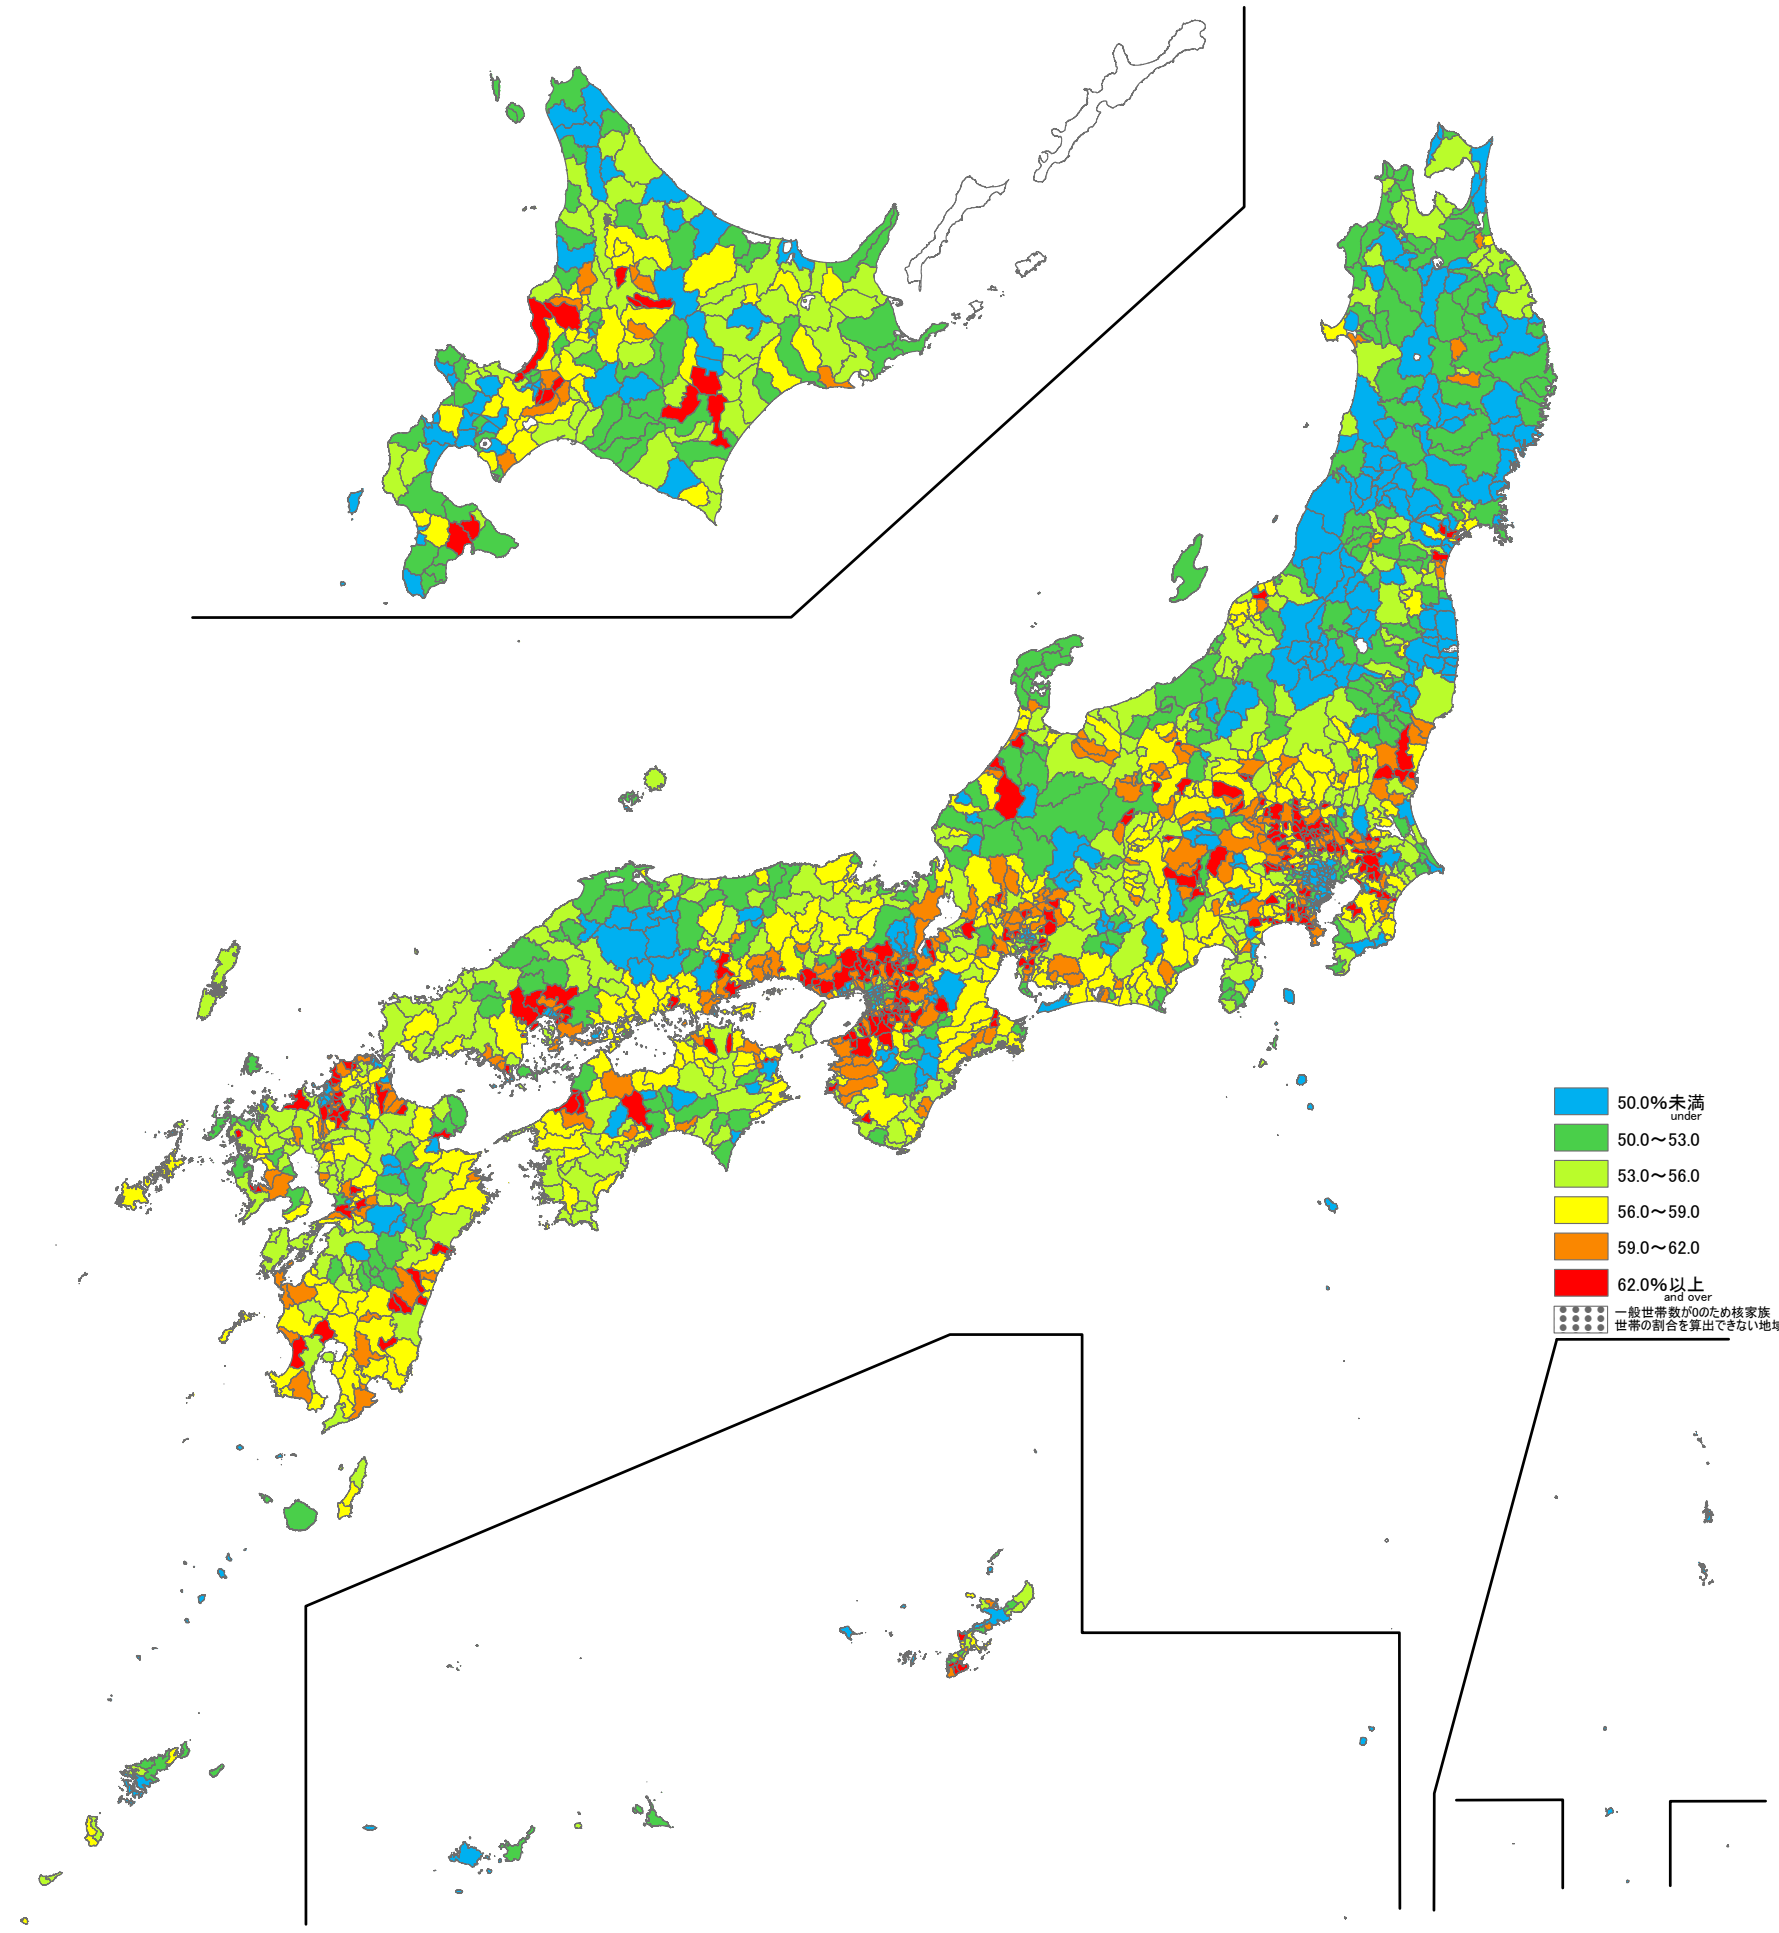 50.0%未満
under
50.0～53.0
53.0～56.0
56.0～59.0
59.0～62.0
62.0%以上
and over
一般世帯数が0のため核家族
世帯の割合を算出できない地域